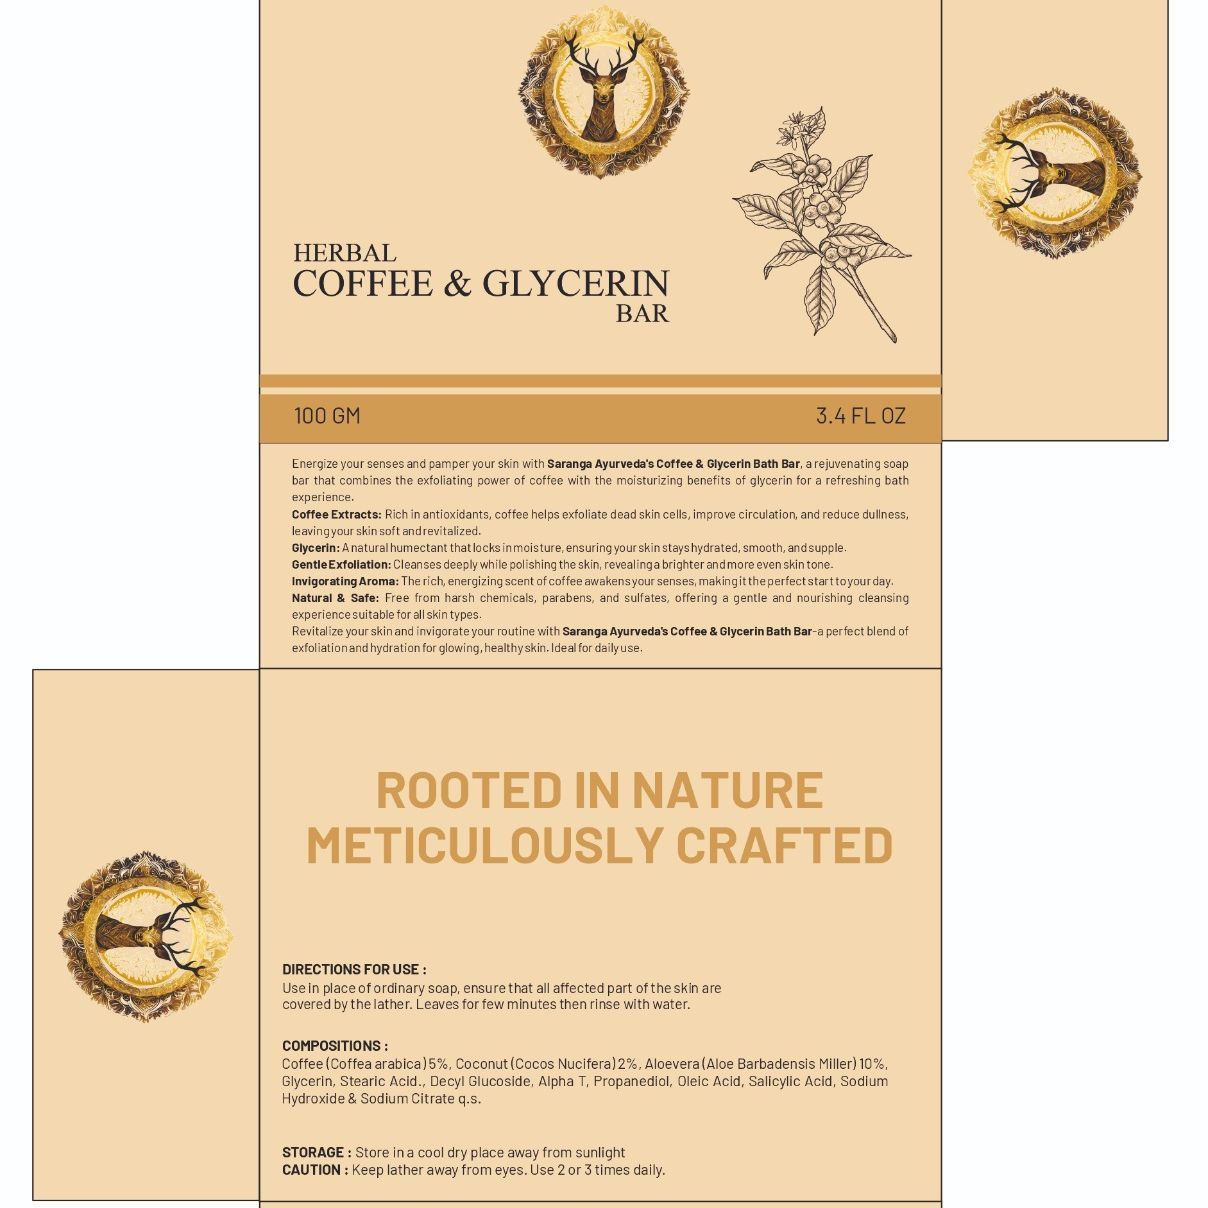 HERBAL
COFFEE & GLYCERIN
BAR
100 GM
3.4 FL OZ
Energize your senses and pamper your skin with Saranga Ayurveda's Coffee & Glycerin Bath Bar, a rejuvenating soap
bar that combines the exfoliating power of coffee with the moisturizing benefits of glycerin for a refreshing bath
experience.
Coffee Extracts: Rich in antioxidants, coffee helps exfoliate dead skin cells, improve circulation, and reduce dullness,
leaving your skin soft and revitalized.
Glycerin: A natural humectant that locks in moisture, ensuring your skin stays hydrated, smooth, and supple.
Gentle Exfoliation: Cleanses deeply while polishing the skin, revealing a brighter and more even skin tone.
Invigorating Aroma: The rich, energizing scent of coffee awakens your senses, making it the perfect start to your day.
Natural & Safe: Free from harsh chemicals, parabens, and sulfates, offering a gentle and nourishing cleansing
experience suitable for all skin types.
Revitalize your skin and invigorate your routine with Saranga Ayurveda's Coffee & Glycerin Bath Bar-a perfect blend of
exfoliation and hydration for glowing, healthy skin. Ideal for daily use.
ROOTED IN NATURE
METICULOUSLY CRAFTED
DIRECTIONS FOR USE :
Use in place of ordinary soap, ensure that all affected part of the skin are
covered by the lather. Leaves for few minutes then rinse with water.
COMPOSITIONS :
Coffee (Coffea arabica) 5%, Coconut (Cocos Nucifera) 2%, Aloevera (Aloe Barbadensis Miller) 10%,
Glycerin, Stearic Acid., Decyl Glucoside, Alpha T, Propanediol, Oleic Acid, Salicylic Acid, Sodium
Hydroxide & Sodium Citrate q.s.
STORAGE : Store in a cool dry place away from sunlight
CAUTION : Keep lather away from eyes. Use 2 or 3 times daily.